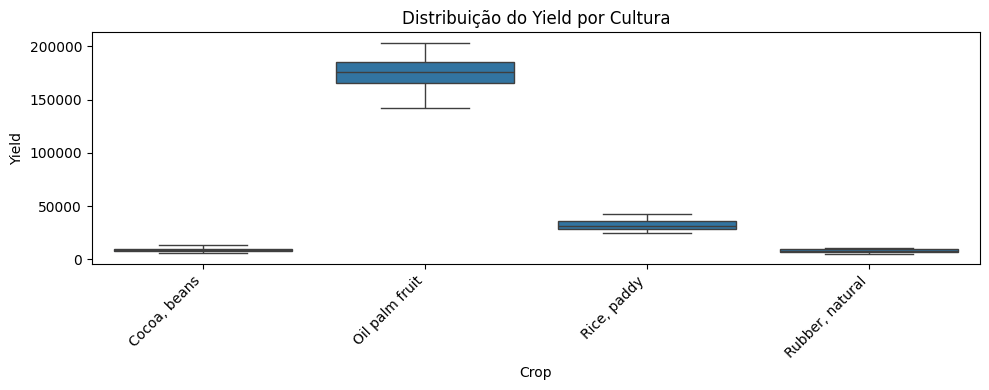 Distribuição do Yield por Cultura
200000
150000
100000
50000
0
Yield
Cocoa, beans
Oil palm fruit
Rice, paddy
Rubber, natural
Crop